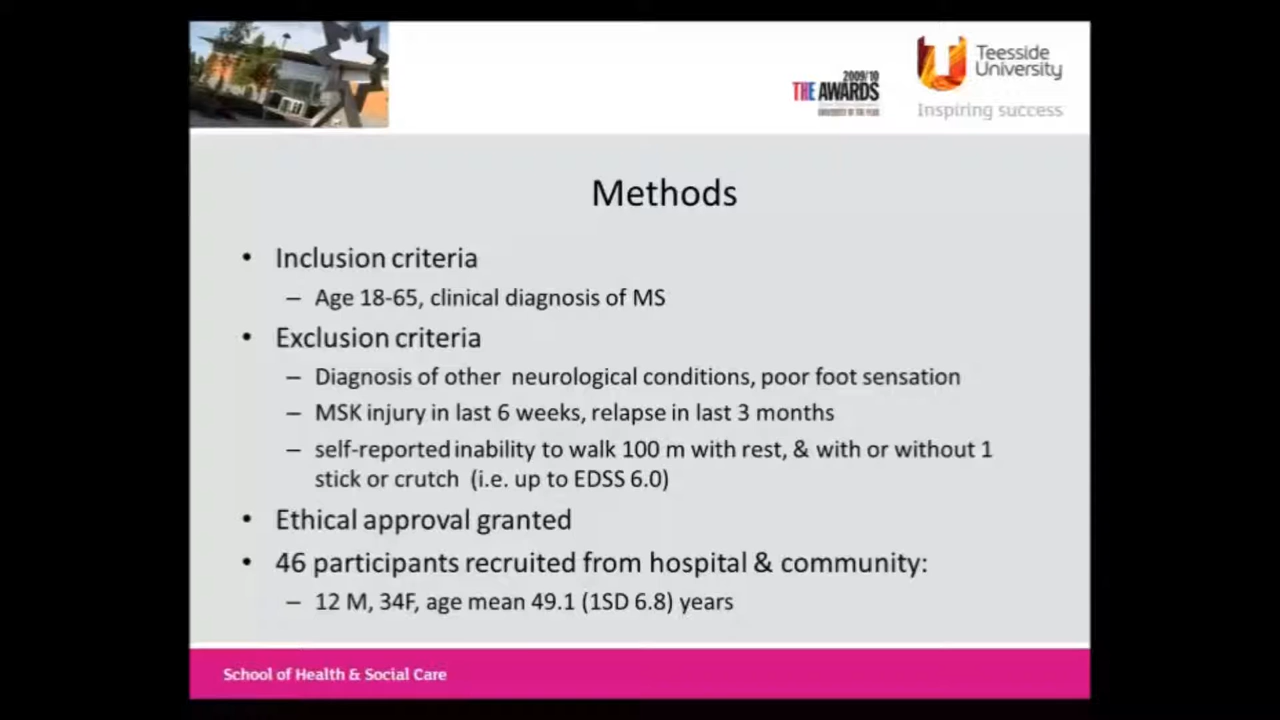 2009/10
THE AWARDS
UNIVERSITY OF THE YEAR
Teesside
University
Inspiring success
Methods
• Inclusion criteria
– Age 18-65, clinical diagnosis of MS
• Exclusion criteria
– Diagnosis of other neurological conditions, poor foot sensation
– MSK injury in last 6 weeks, relapse in last 3 months
– self-reported inability to walk 100 m with rest, & with or without 1
stick or crutch (i.e. up to EDSS 6.0)
• Ethical approval granted
• 46 participants recruited from hospital & community:
– 12 M, 34F, age mean 49.1 (1SD 6.8) years
School of Health & Social Care